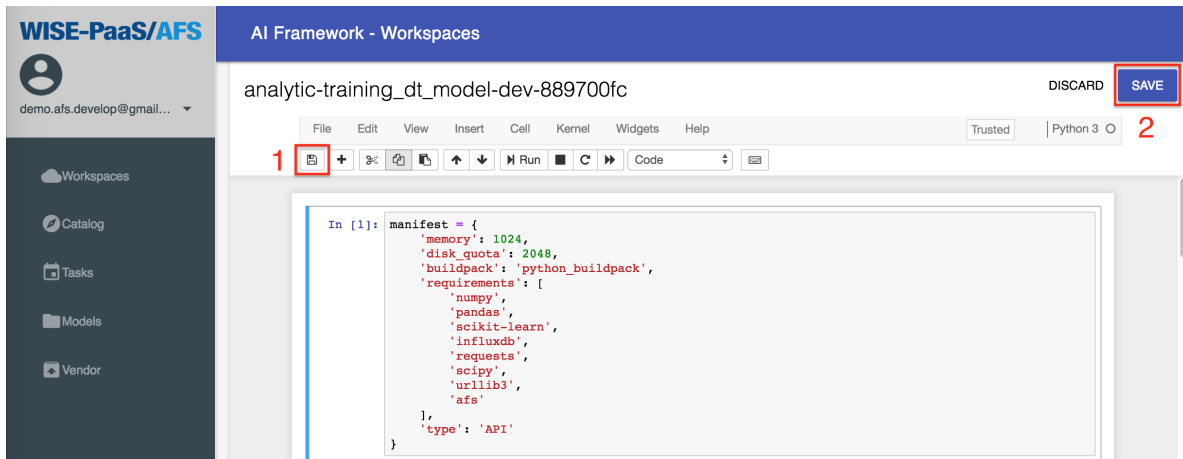 WISE-PaaS/AFS
AI Framework - Workspaces
demo.afs.develop@gmail...
analytic-training_dt_model-dev-889700fc
DISCARD
SAVE
File Edit View Insert Cell Kernel Widgets Help
Trusted
Python 3
2
1
Run
Code
Workspaces
Catalog
Tasks
Models
Vendor
In [1]: manifest = {
'memory': 1024,
'disk_quota': 2048,
'buildpack': 'python_buildpack',
'requirements': [
'numpy',
'pandas',
'scikit-learn',
'influxdb',
'requests',
'scipy',
'urllib3',
'afs'
],
'type': 'API'
}